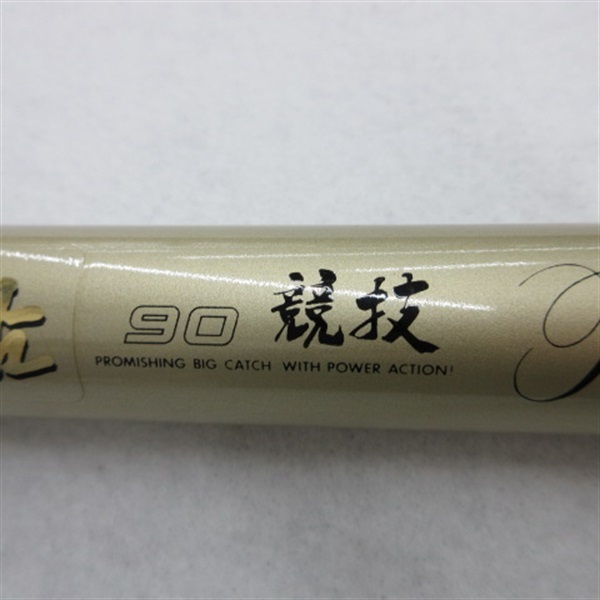 90 競技
PROMISHING BIG CATCH WITH POWER ACTION!